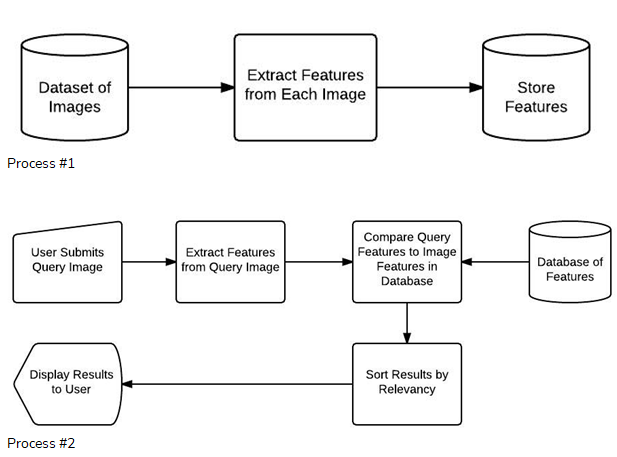 Dataset of
Images
Extract Features
from Each Image
Store
Features
Process #1
User Submits
Query Image
Extract Features
from Query Image
Compare Query
Features to Image
Features in
Database
Database of
Features
Display Results
to User
Sort Results by
Relevancy
Process #2